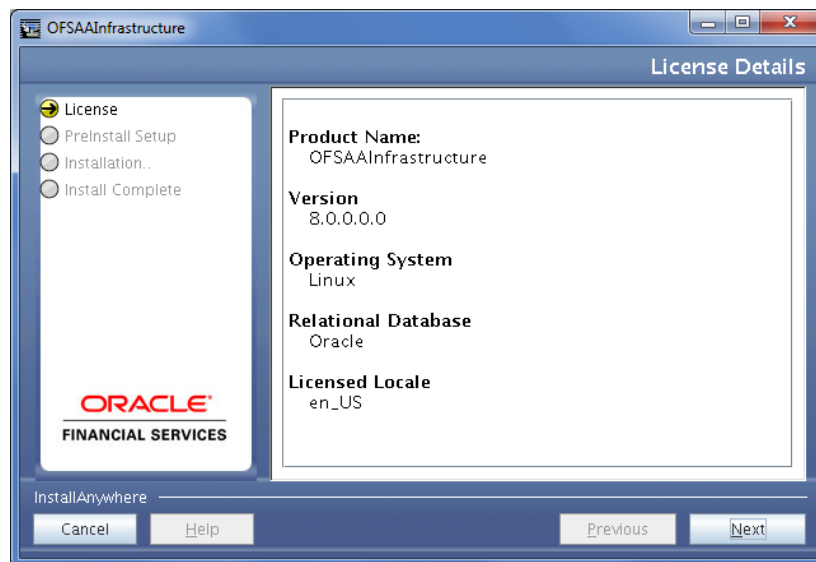 OFSAAInfrastructure
License Details
License
PreInstall Setup
Installation..
Install Complete
Product Name:
OFSAAInfrastructure
Version
8.0.0.0.0
Operating System
Linux
Relational Database
Oracle
Licensed Locale
en_US
ORACLE
FINANCIAL SERVICES
InstallAnywhere
Cancel
Help
Previous
Next